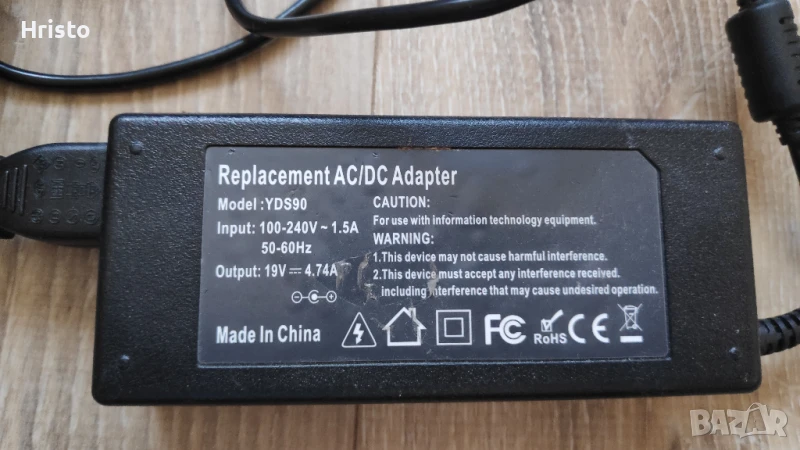 Hristo
Replacement AC/DC Adapter
Model :YDS90
Input: 100-240V ~ 1.5A
50-60Hz
Output: 19V ⎓ 4.74A
Made In China
CAUTION:
For use with information technology equipment.
WARNING:
1.This device may not cause harmful interference.
2.This device must accept any interference received.
including interference that may cause undesired operation.
FC RoHS CE
BAZAR